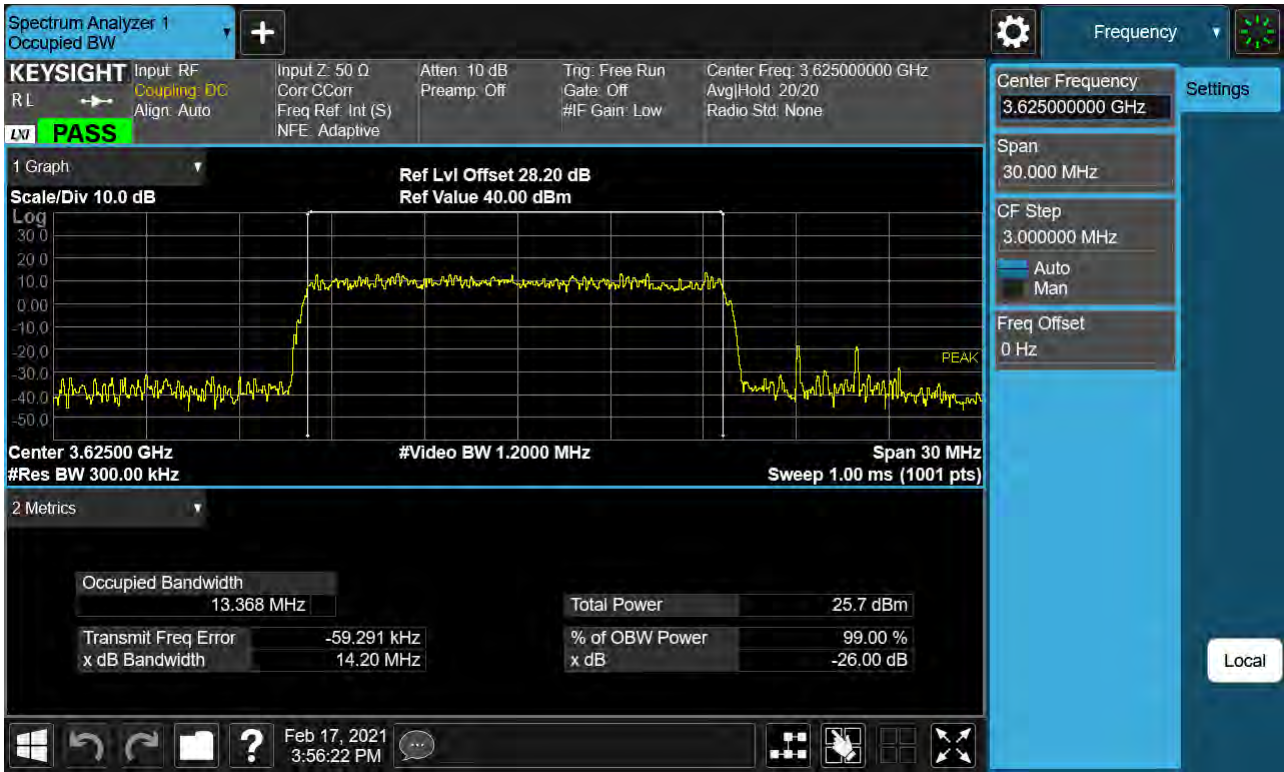 Spectrum Analyzer 1
Occupied BW
+
Frequency
KEYSIGHT
R L
LXI PASS
Input: RF
Coupling: DC
Align: Auto
Input Z: 50 Ω
Corr CCorr
Freq Ref: Int (S)
NFE: Adaptive
Atten: 10 dB
Preamp: Off
Trig: Free Run
Gate: Off
#IF Gain: Low
Center Freq: 3.625000000 GHz
Avg|Hold: 20/20
Radio Std: None
Center Frequency
3.625000000 GHz
Settings
Span
30.000 MHz
CF Step
3.000000 MHz
Auto
Man
Freq Offset
0 Hz
Local
1 Graph
Scale/Div 10.0 dB
Ref Lvl Offset 28.20 dB
Ref Value 40.00 dBm
Log
30.0
20.0
10.0
0.00
-10.0
-20.0
-30.0
-40.0
-50.0
PEAK
Center 3.62500 GHz
#Video BW 1.2000 MHz
Span 30 MHz
#Res BW 300.00 kHz
Sweep 1.00 ms (1001 pts)
2 Metrics
Occupied Bandwidth
13.368 MHz
Total Power 25.7 dBm
Transmit Freq Error -59.291 kHz
% of OBW Power 99.00 %
x dB Bandwidth 14.20 MHz
x dB -26.00 dB
?
Feb 17, 2021
3:56:22 PM